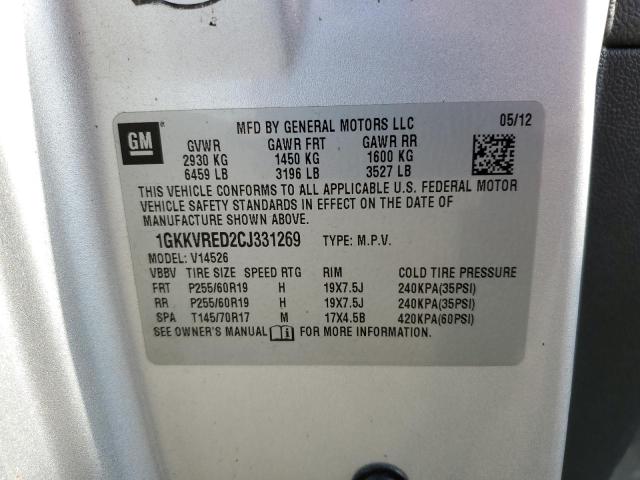 MFD BY GENERAL MOTORS LLC 05/12
GM
GVWR GAWR FRT GAWR RR
2930 KG 1450 KG 1600 KG
6459 LB 3196 LB 3527 LB
THIS VEHICLE CONFORMS TO ALL APPLICABLE U.S. FEDERAL MOTOR
VEHICLE SAFETY STANDARDS IN EFFECT ON THE DATE OF
MANUFACTURE SHOWN ABOVE.
1GKKVRED2CJ331269 TYPE: M.P.V.
MODEL: V14526
VBBV TIRE SIZE SPEED RTG RIM COLD TIRE PRESSURE
FRT P255/60R19 H 19X7.5J 240KPA(35PSI)
RR P255/60R19 H 19X7.5J 240KPA(35PSI)
SPA T145/70R17 M 17X4.5B 420KPA(60PSI)
SEE OWNER'S MANUAL FOR MORE INFORMATION.